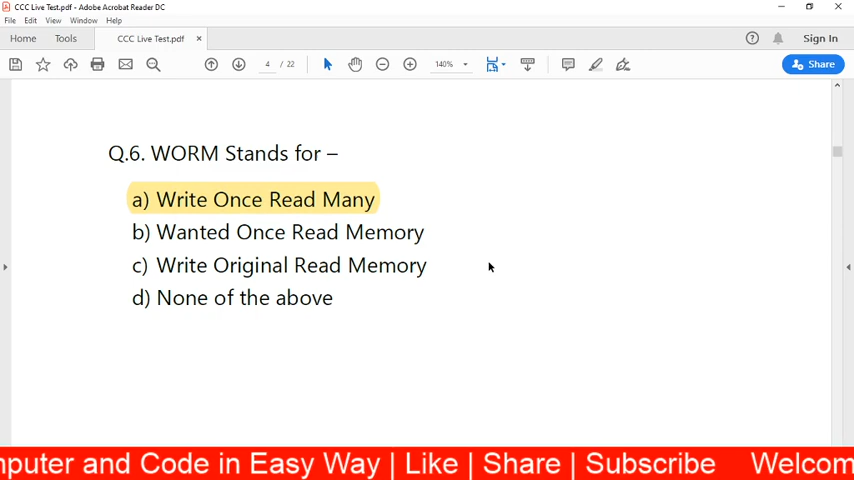 CCC Live Test.pdf - Adobe Acrobat Reader DC
File Edit View Window Help
Home Tools CCC Live Test.pdf × Sign In
4 / 22 140% Share
Q.6. WORM Stands for –
a) Write Once Read Many
b) Wanted Once Read Memory
c) Write Original Read Memory
d) None of the above
mputer and Code in Easy Way | Like | Share | Subscribe Welcom